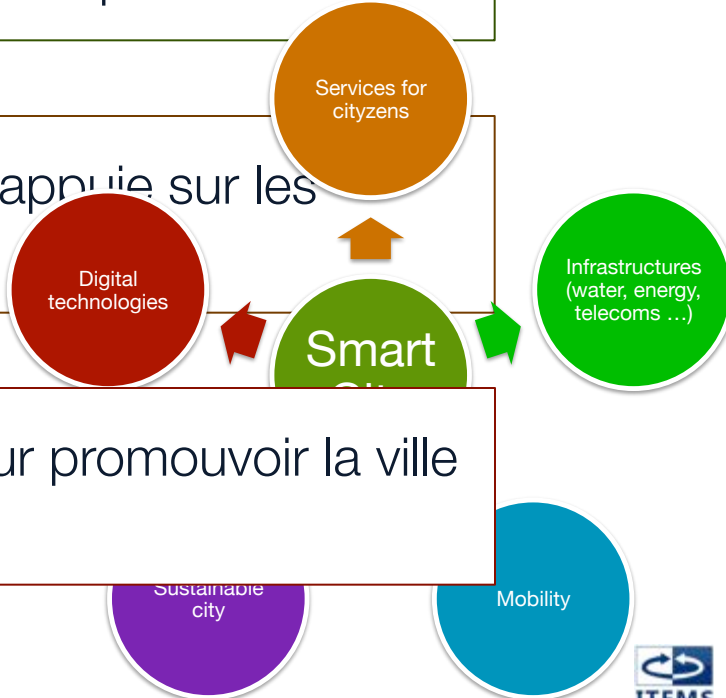 Services for
cityzens
appuie sur les
Digital
technologies
Infrastructures
(water, energy,
telecoms …)
Smart
promouvoir la ville
Sustainable
city
Mobility
ITEMS